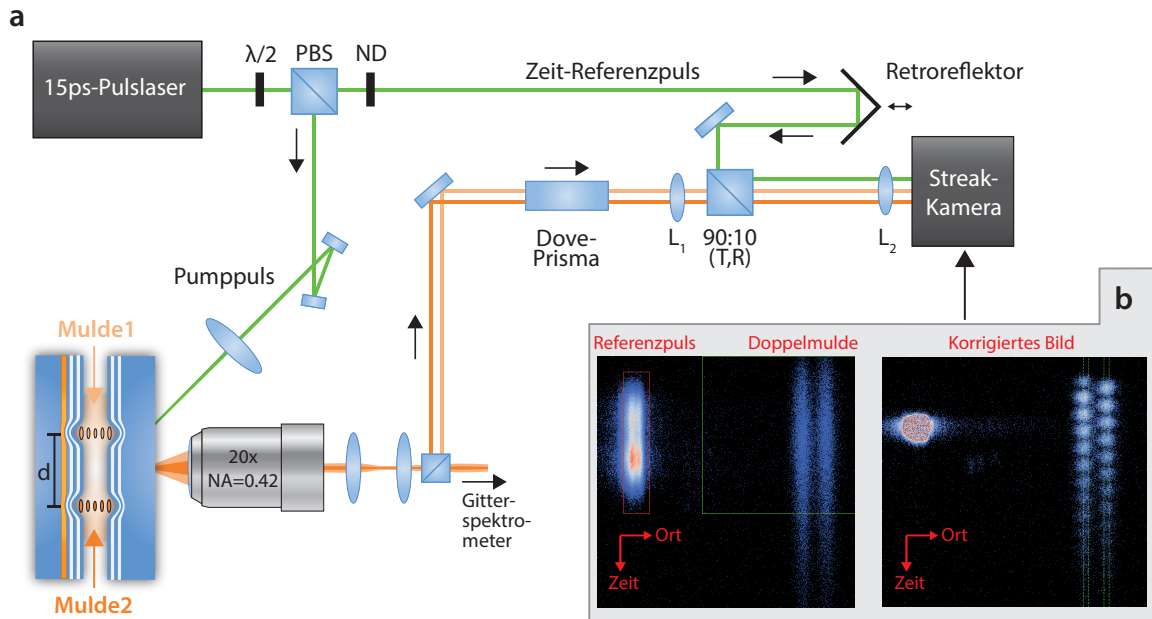 a
λ/2
PBS
ND
15ps-Pulslaser
Zeit-Referenzpuls
Retroreflektor
Streak-
Kamera
Dove-
Prisma
L1
90:10
(T,R)
L2
Pumppuls
Mulde1
d
20x
NA=0.42
Gitter-
spektro-
meter
Mulde2
b
Referenzpuls
Doppelmulde
Korrigiertes Bild
Ort
Zeit
Ort
Zeit